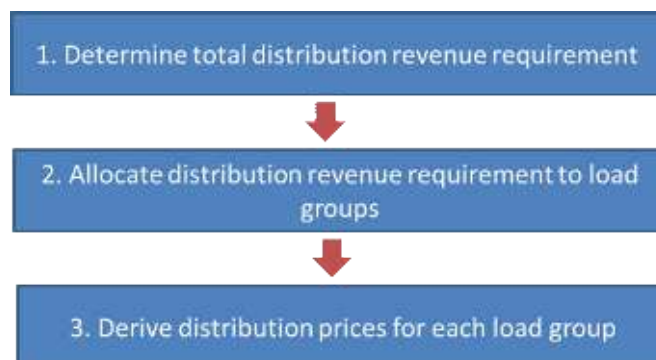 1. Determine total distribution revenue requirement
2. Allocate distribution revenue requirement to load
groups
3. Derive distribution prices for each load group